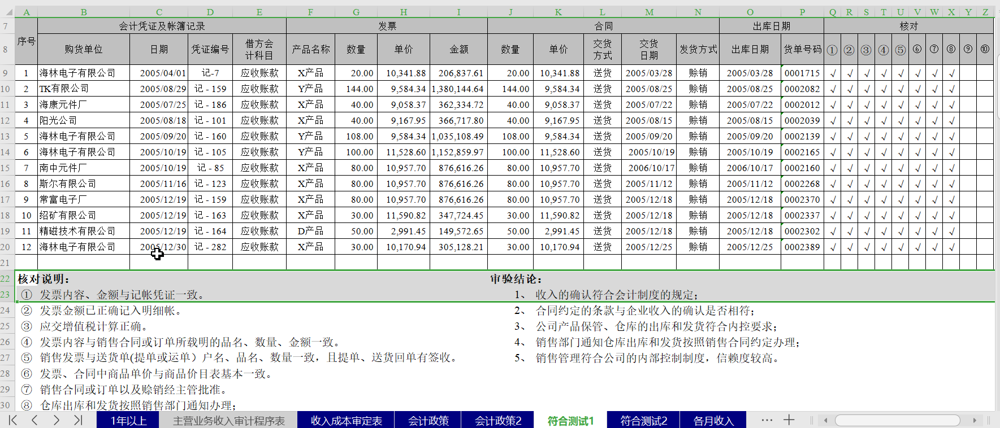 A B C D E F G H I J K L M N O P Q R S T U V W X Y Z
7 会计凭证及帐簿记录 发票 合同 出库日期 核对
8 序号 购货单位 日期 凭证编号 借方会计科目 产品名称 数量 单价 金额 数量 单价 交货方式 交货日期 发货方式 出库日期 货单号码 ① ② ③ ④ ⑤ ⑥ ⑦ ⑧ ⑨ ⑩
9 1 海林电子有限公司 2005/04/01 记-7 应收账款 X产品 20.00 10,341.88 206,837.61 20.00 10,341.88 送货 2005/03/28 赊销 2005/03/28 0001715 √ √ √ √ √ √ √ √
10 2 TK有限公司 2005/08/29 记 - 159 应收账款 Y产品 144.00 9,584.34 1,380,144.64 144.00 9,584.34 送货 2005/08/25 赊销 2005/08/25 0002082 √ √ √ √ √ √ √ √
11 3 海康元件厂 2005/07/25 记 - 186 应收账款 X产品 40.00 9,058.37 362,334.72 40.00 9,058.37 送货 2005/07/22 赊销 2005/07/22 0002012 √ √ √ √ √ √ √ √
12 4 阳光公司 2005/08/18 记 - 101 应收账款 X产品 40.00 9,167.95 366,717.80 40.00 9,167.95 送货 2005/08/15 赊销 2005/08/15 0002039 √ √ √ √ √ √ √ √
13 5 海林电子有限公司 2005/09/20 记 - 160 应收账款 Y产品 108.00 9,584.34 1,035,108.49 108.00 9,584.34 送货 2005/09/20 赊销 2005/09/20 0002139 √ √ √ √ √ √ √ √
14 6 海林电子有限公司 2005/10/19 记 - 105 应收账款 Y产品 100.00 11,528.60 1,152,859.97 100.00 11,528.60 送货 2005/10/19 赊销 2005/10/19 0002165 √ √ √ √ √ √ √ √
15 7 南中元件厂 2005/10/19 记 - 85 应收账款 X产品 80.00 10,957.70 876,616.26 80.00 10,957.70 送货 2006/10/17 赊销 2006/10/17 0002160 √ √ √ √ √ √ √ √
16 8 斯尔有限公司 2005/11/16 记 - 123 应收账款 X产品 80.00 10,957.70 876,616.26 80.00 10,957.70 送货 2005/11/12 赊销 2005/11/12 0002268 √ √ √ √ √ √ √ √
17 9 常富电子厂 2005/12/19 记 - 159 应收账款 X产品 80.00 10,957.70 876,616.26 80.00 10,957.70 送货 2005/12/18 赊销 2005/12/18 0002370 √ √ √ √ √ √ √ √
18 10 绍矿有限公司 2005/12/19 记 - 163 应收账款 X产品 30.00 11,590.82 347,724.45 30.00 11,590.82 送货 2005/12/18 赊销 2005/12/18 0002337 √ √ √ √ √ √ √ √
19 11 精磁技术有限公司 2005/12/19 记 - 164 应收账款 D产品 50.00 2,991.45 149,572.65 50.00 2,991.45 送货 2005/12/18 赊销 2005/12/18 0002302 √ √ √ √ √ √ √ √
20 12 海林电子有限公司 2005/12/30 记 - 282 应收账款 X产品 30.00 10,170.94 305,128.21 30.00 10,170.94 送货 2005/12/25 赊销 2005/12/25 0002389 √ √ √ √ √ √ √ √
21
22 核对说明： 审验结论：
23 ① 发票内容、金额与记帐凭证一致。 1、 收入的确认符合会计制度的规定；
24 ② 发票金额已正确记入明细帐。 2、 合同约定的条款与企业收入的确认是否相符；
25 ③ 应交增值税计算正确。 3、 公司产品保管、仓库的出库和发货符合内控要求；
26 ④ 发票内容与销售合同或订单所载明的品名、数量、金额一致。 4、 销售部门通知仓库出库和发货按照销售合同约定办理；
27 ⑤ 销售发票与送货单(提单或运单）户名、品名、数量一致，且提单、送货回单有签收。 5、 销售管理符合公司的内部控制制度，信赖度较高。
28 ⑥ 发票、合同中商品单价与商品价目表基本一致。
29 ⑦ 销售合同或订单以及赊销经主管批准。
30 ⑧ 仓库出库和发货按照销售部门通知办理；
1年以上 主营业务收入审计程序表 收入成本审定表 会计政策 会计政策2 符合测试1 符合测试2 各月收入 ··· +